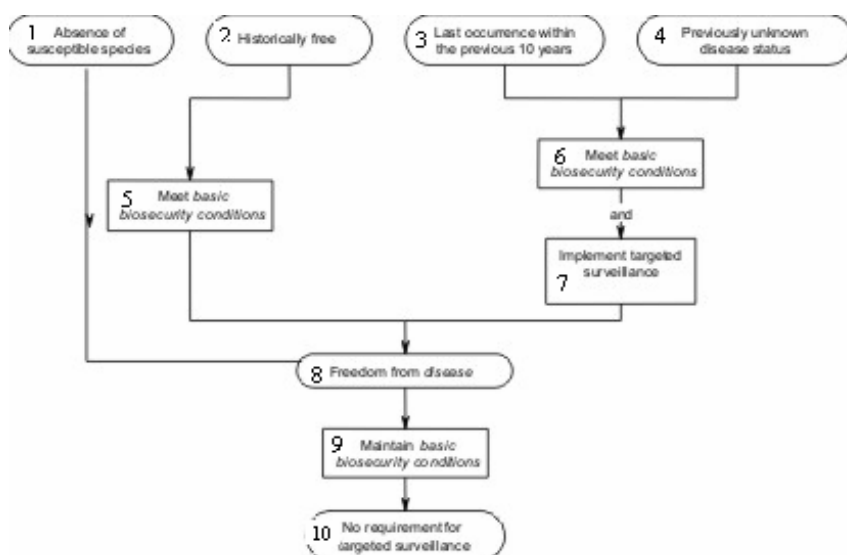 1 Absence of
susceptible species
2 Historically free
3 Last occurrence within
the previous 10 years
4 Previously unknown
disease status
5 Meet basic
biosecurity conditions
6 Meet basic
biosecurity conditions
and
Implement targeted
surveillance
7
8 Freedom from disease
9 Maintain basic
biosecurity conditions
10 No requirement for
targeted surveillance